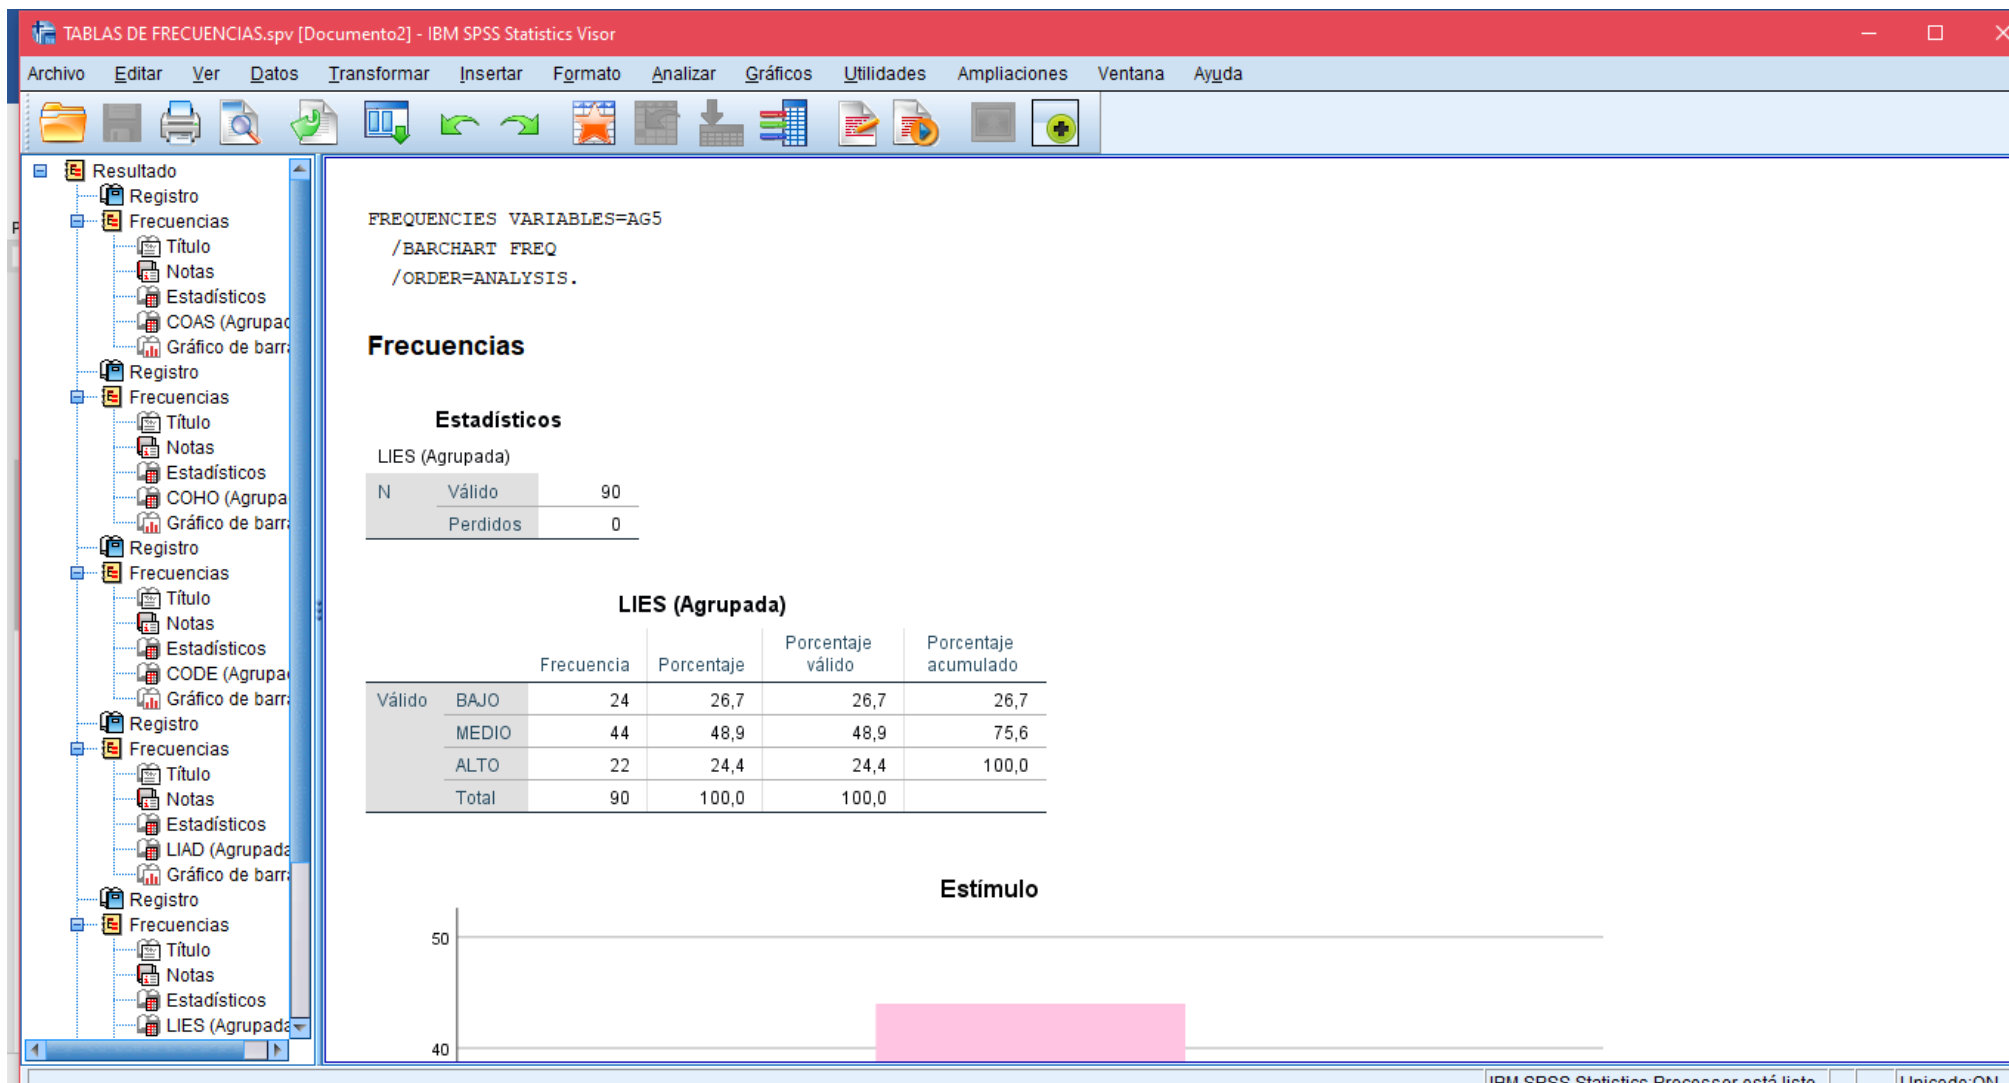 TABLAS DE FRECUENCIAS.spv [Documento2] - IBM SPSS Statistics Visor
Archivo Editar Ver Datos Transformar Insertar Formato Analizar Gráficos Utilidades Ampliaciones Ventana Ayuda
Resultado
Registro
Frecuencias
Título
Notas
Estadísticos
COAS (Agrupad
Gráfico de barr
Registro
Frecuencias
Título
Notas
Estadísticos
COHO (Agrupa
Gráfico de barr
Registro
Frecuencias
Título
Notas
Estadísticos
CODE (Agrupa
Gráfico de barr
Registro
Frecuencias
Título
Notas
Estadísticos
LIAD (Agrupada
Gráfico de barr
Registro
Frecuencias
Título
Notas
Estadísticos
LIES (Agrupada
FREQUENCIES VARIABLES=AG5
/BARCHART FREQ
/ORDER=ANALYSIS.
Frecuencias
Estadísticos
LIES (Agrupada)
N Válido 90
Perdidos 0
LIES (Agrupada)
Frecuencia Porcentaje Porcentaje válido Porcentaje acumulado
Válido BAJO 24 26,7 26,7 26,7
MEDIO 44 48,9 48,9 75,6
ALTO 22 24,4 24,4 100,0
Total 90 100,0 100,0
Estímulo
50
40
IBM SPSS Statistics Processor está listo Unicode:ON